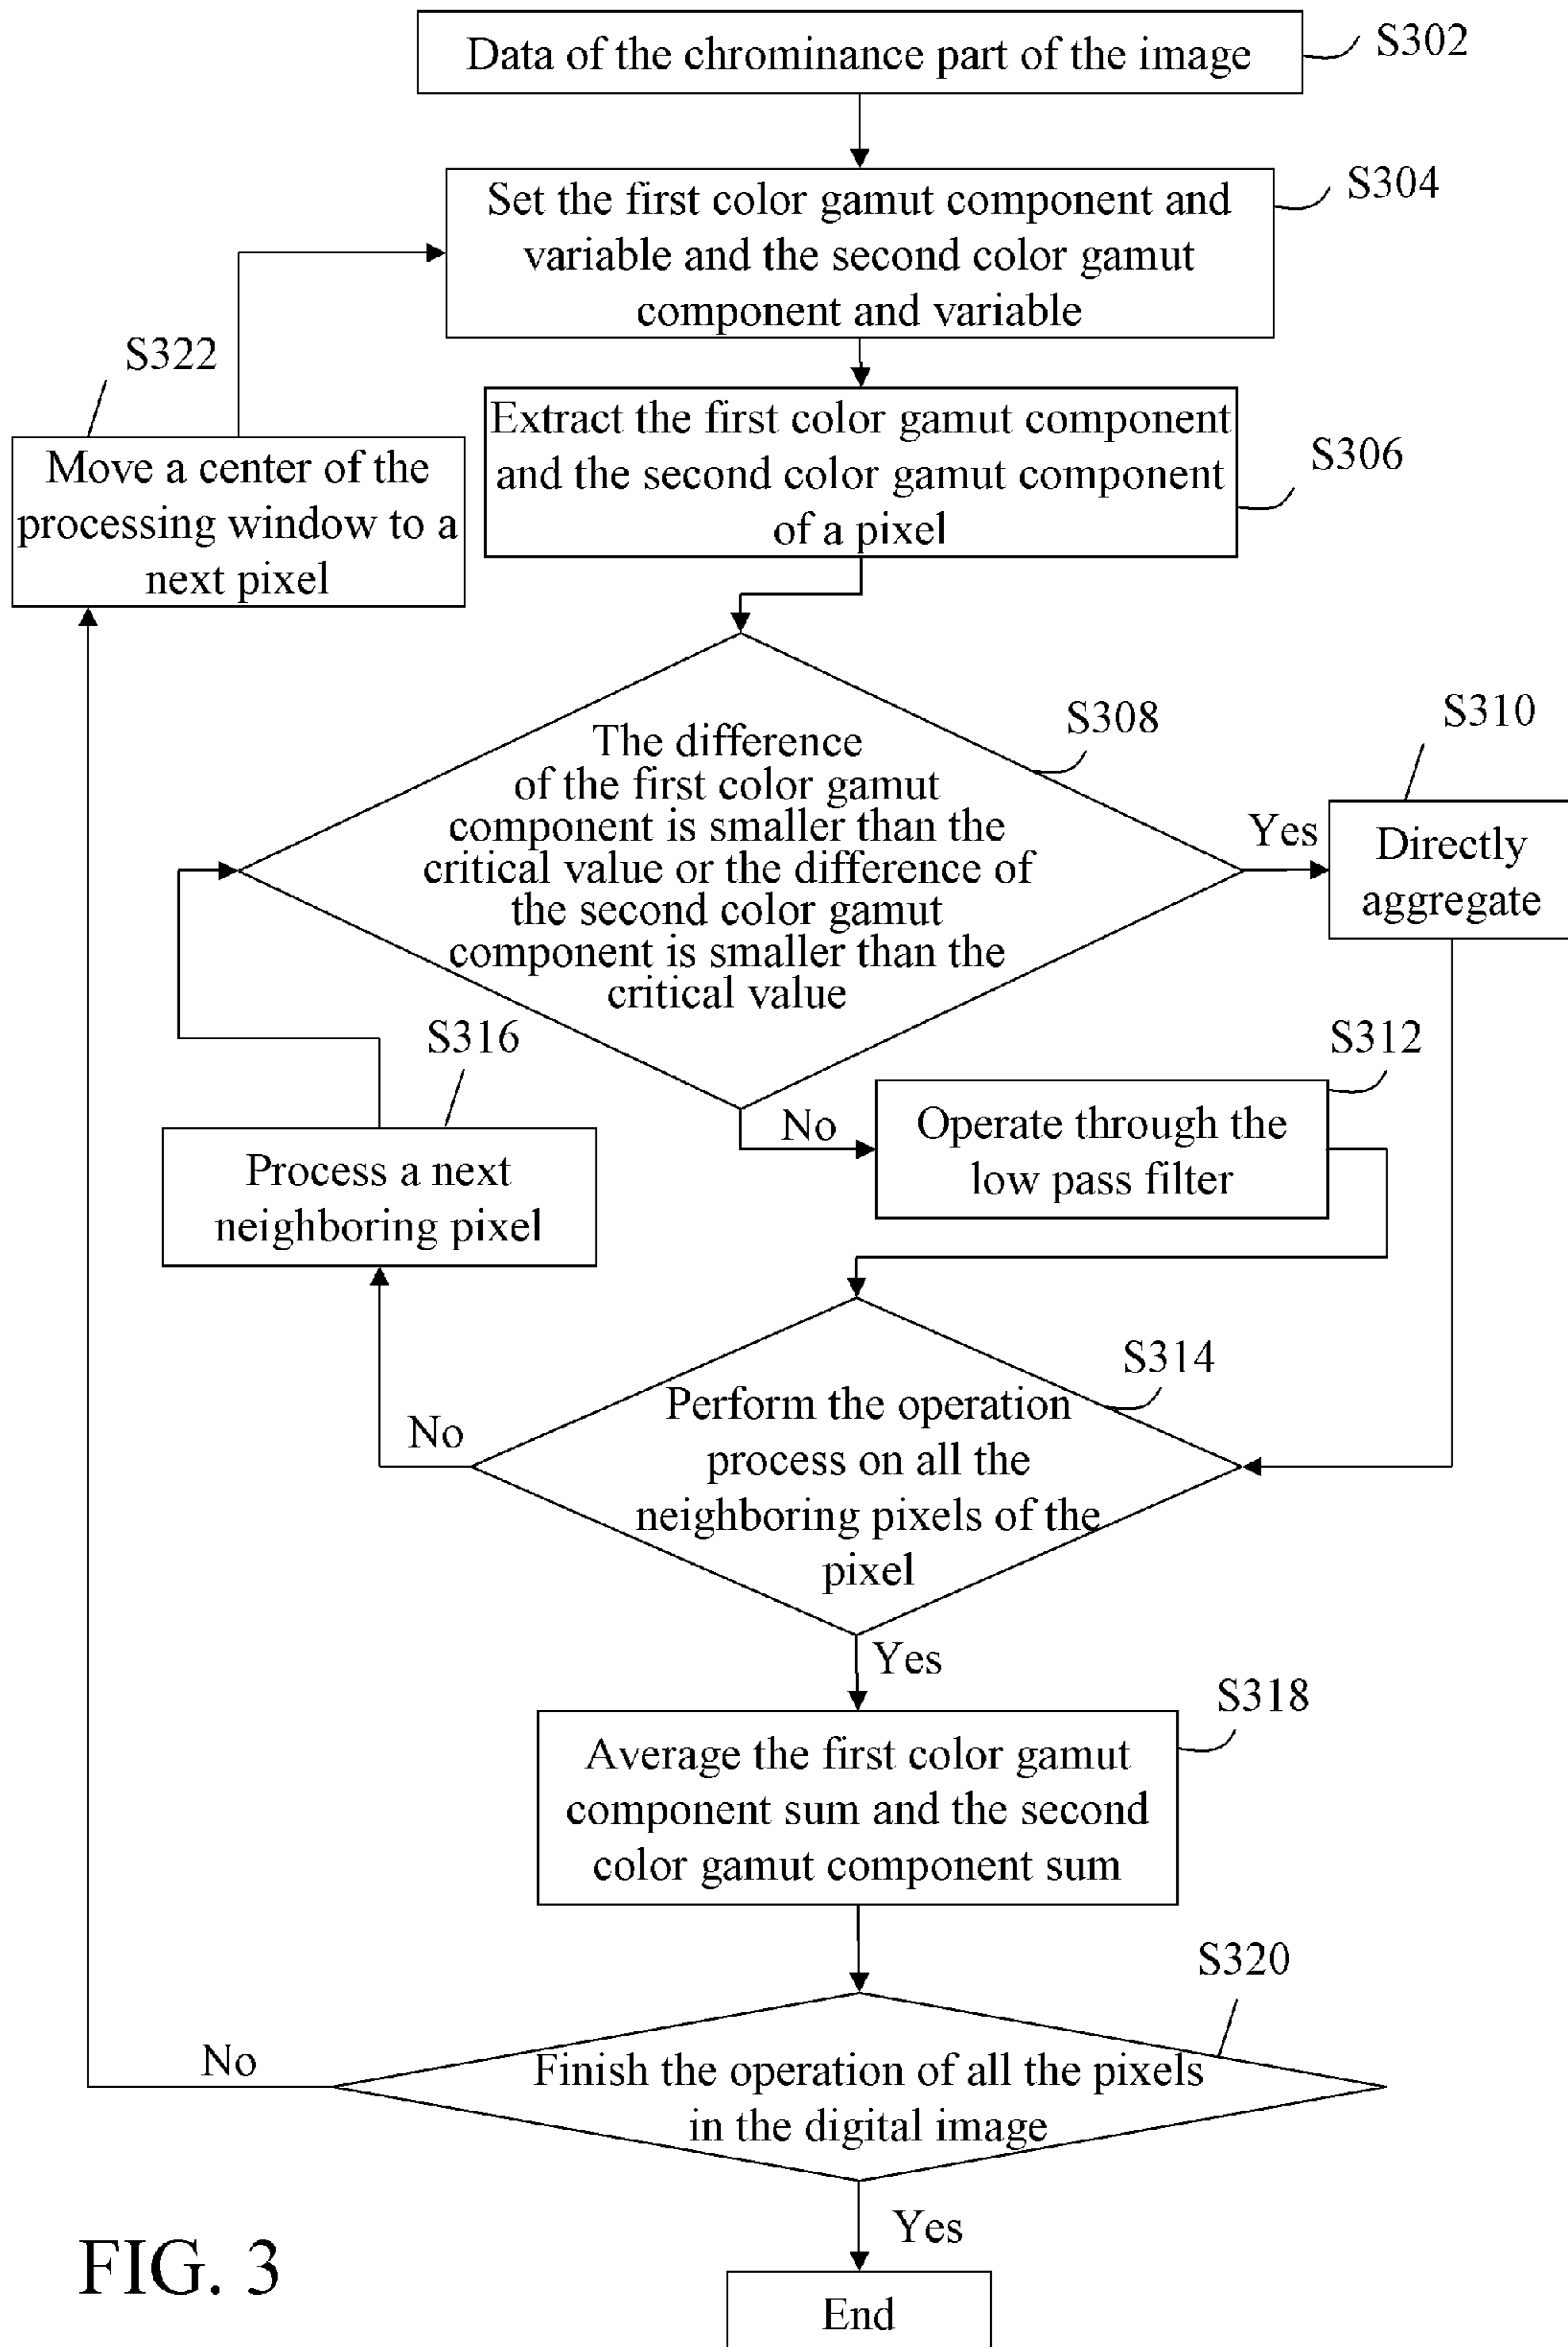 Data of the chrominance part of the image
S302
Set the first color gamut component and
variable and the second color gamut
component and variable
S304
S322
Move a center of the
processing window to a
next pixel
Extract the first color gamut component
and the second color gamut component
of a pixel
S306
The difference
of the first color gamut
component is smaller than the
critical value or the difference of
the second color gamut
component is smaller than the
critical value
S308
Yes
S310
Directly
aggregate
S316
Process a next
neighboring pixel
No
S312
Operate through the
low pass filter
S314
Perform the operation
process on all the
neighboring pixels of the
pixel
No
Yes
S318
Average the first color gamut
component sum and the second
color gamut component sum
S320
Finish the operation of all the pixels
in the digital image
No
Yes
End
FIG. 3